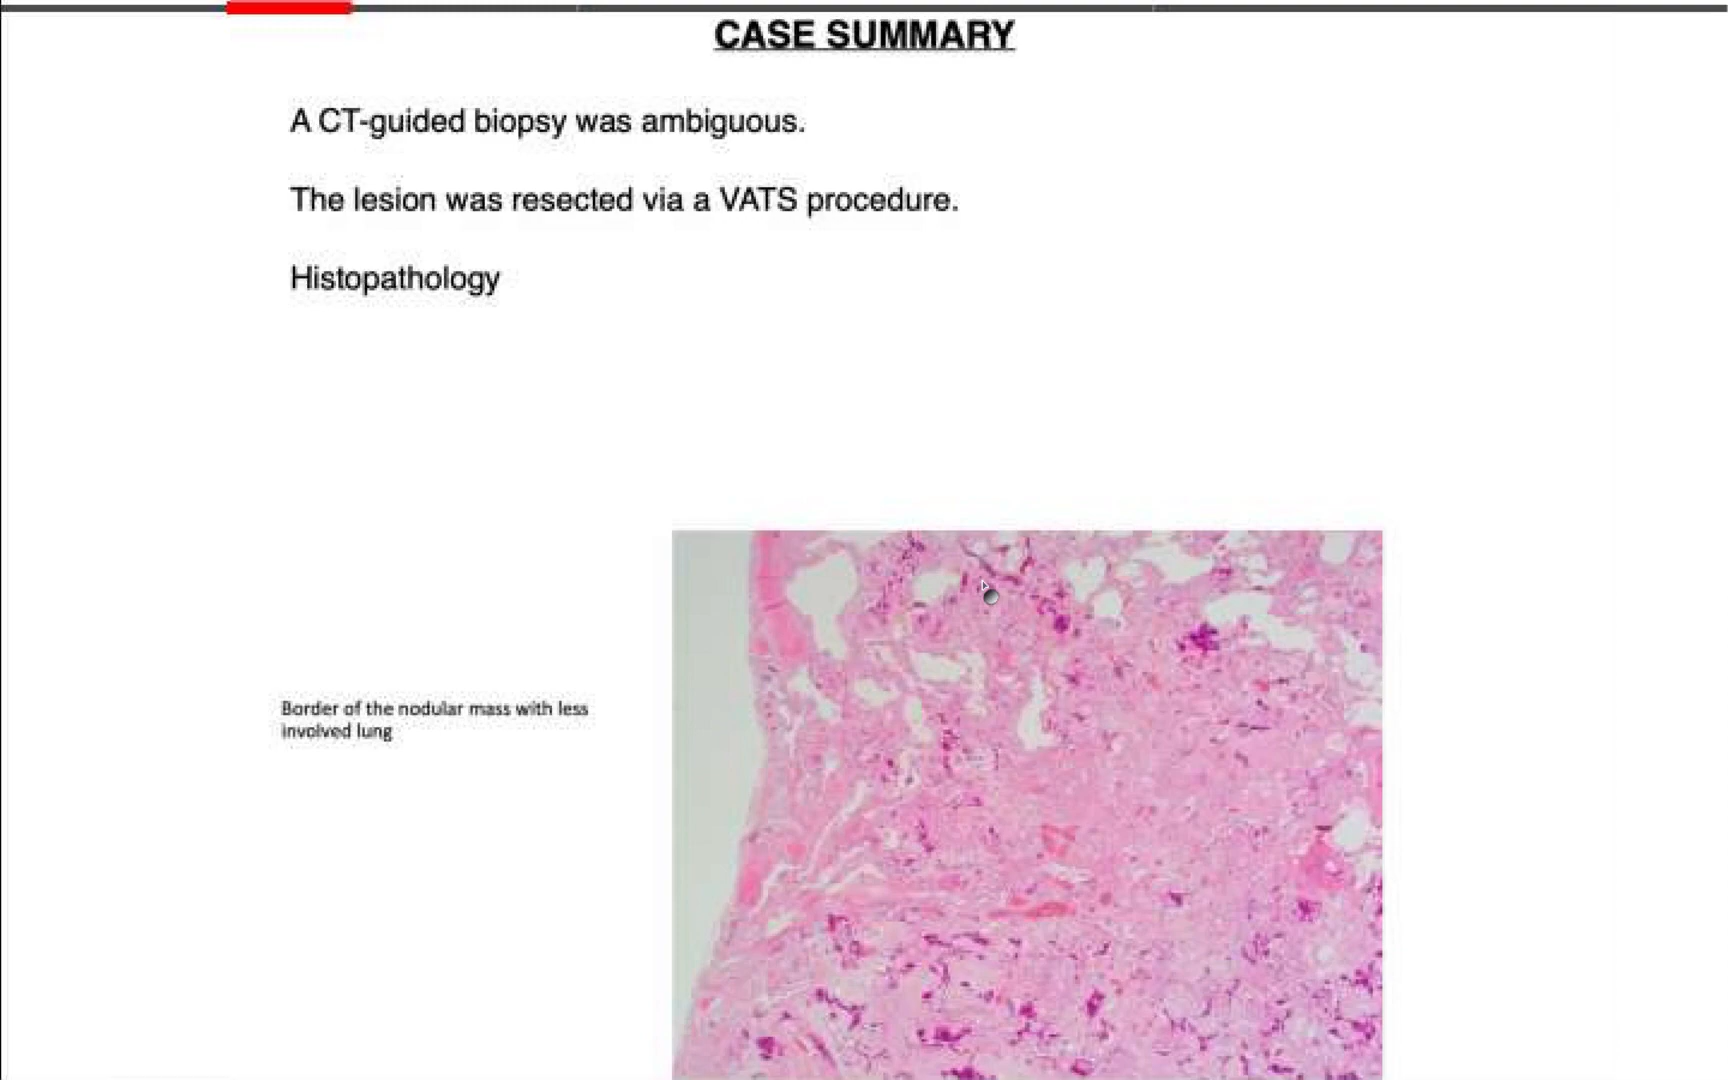 CASE SUMMARY
A CT-guided biopsy was ambiguous.
The lesion was resected via a VATS procedure.
Histopathology
Border of the nodular mass with less
involved lung